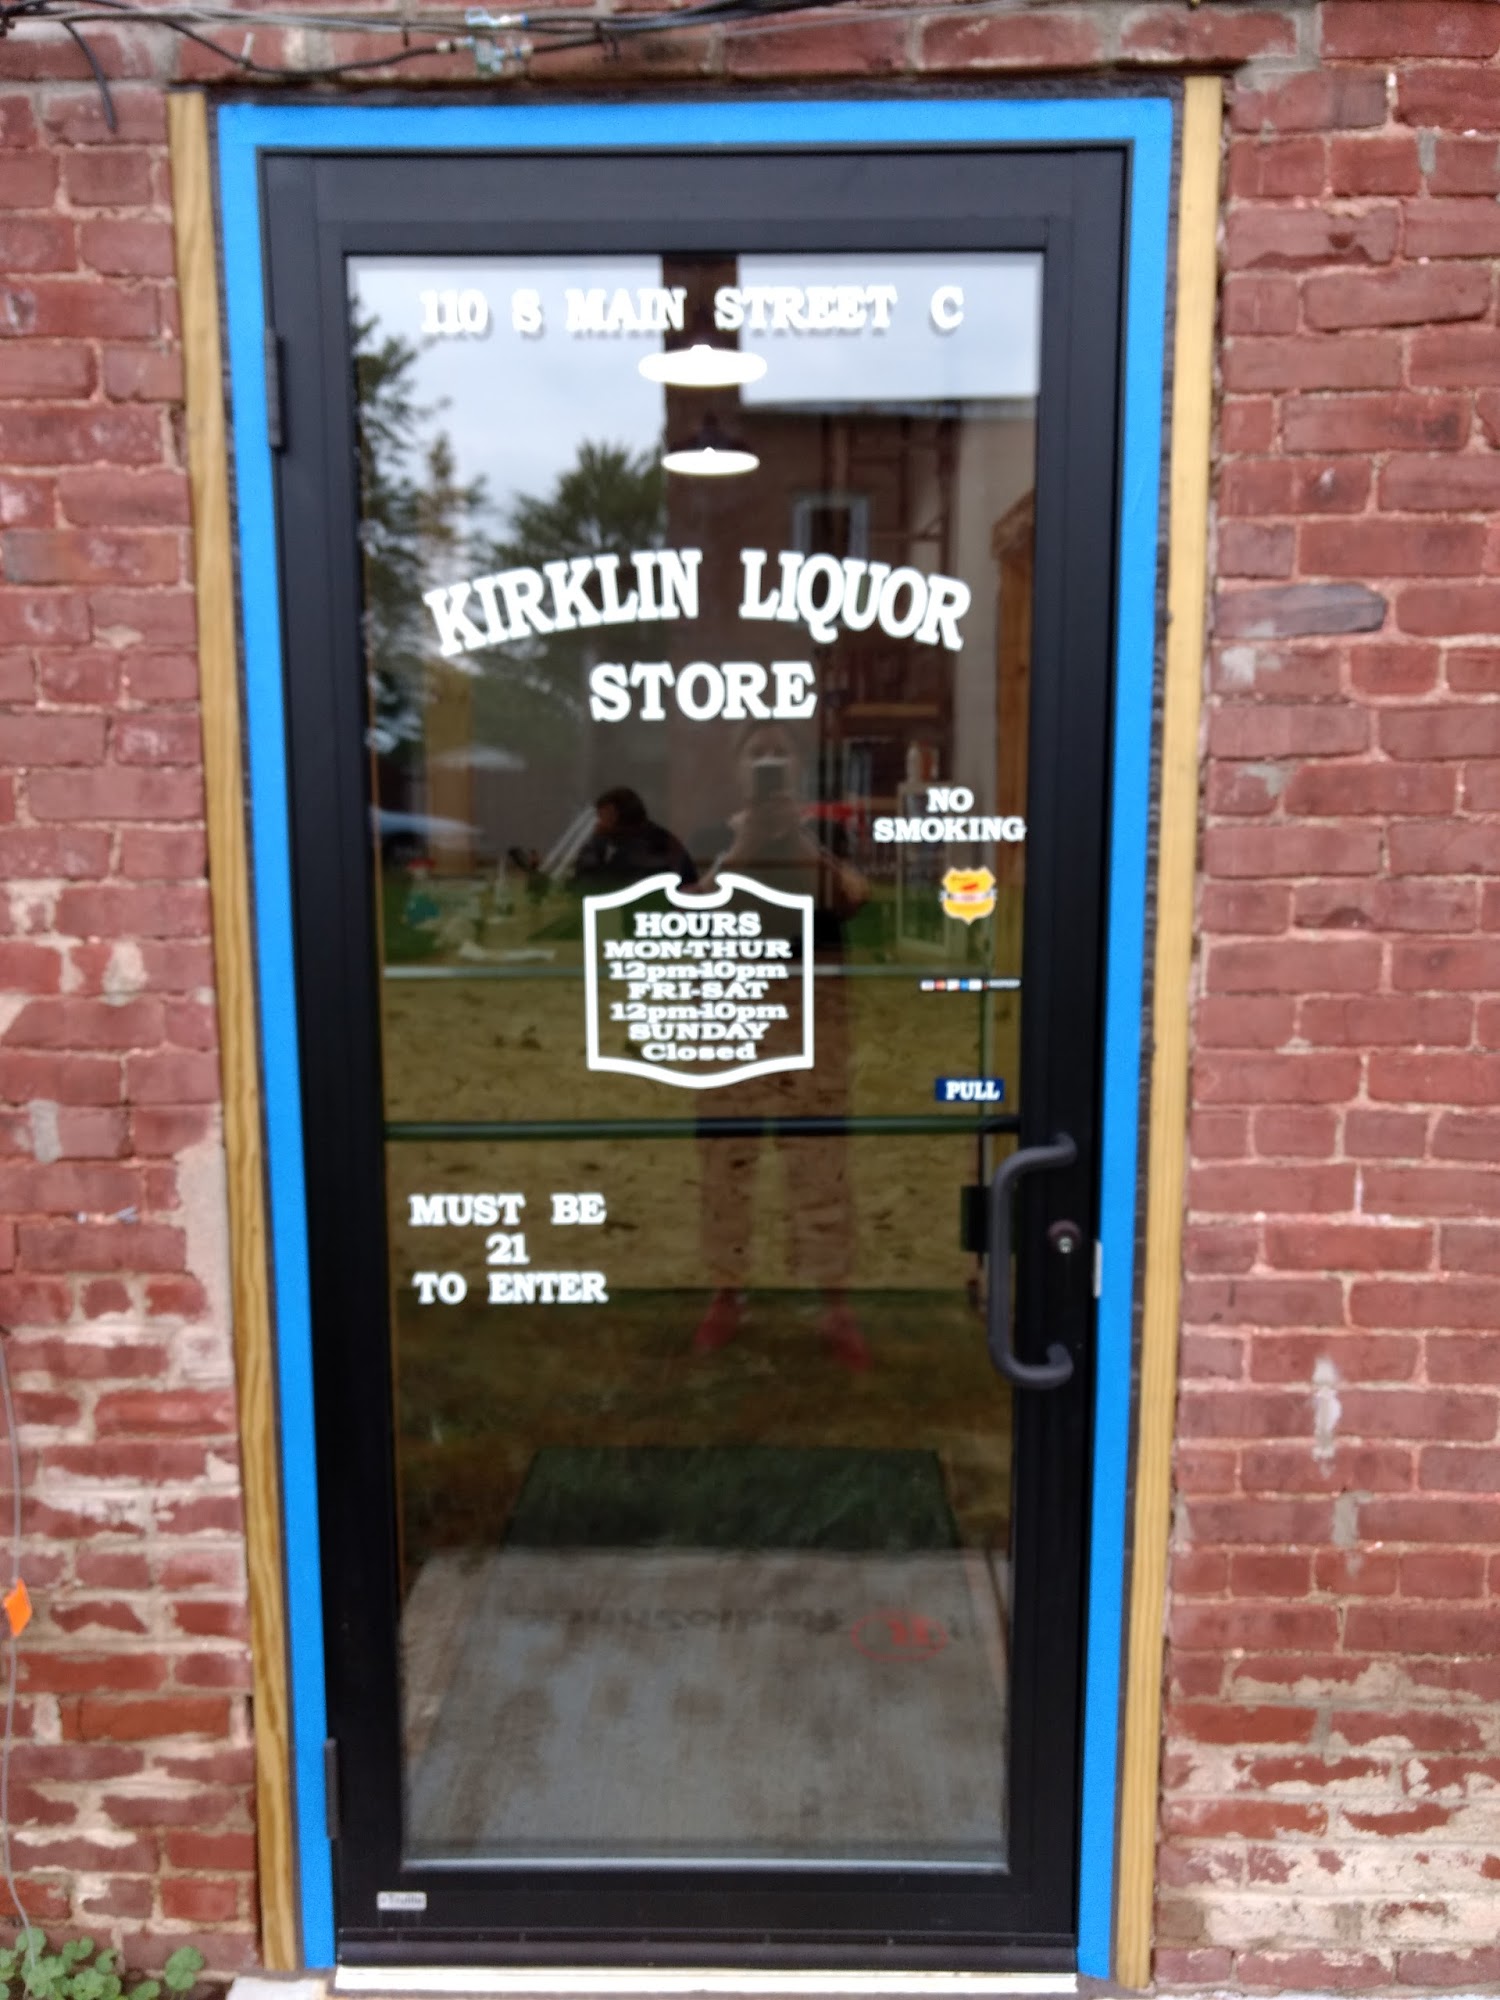 110 S MAIN STREET C
KIRKLIN LIQUOR
STORE
NO
SMOKING
HOURS
MON-THUR
12pm-10pm
FRI-SAT
12pm-10pm
SUNDAY
Closed
PULL
MUST BE
21
TO ENTER